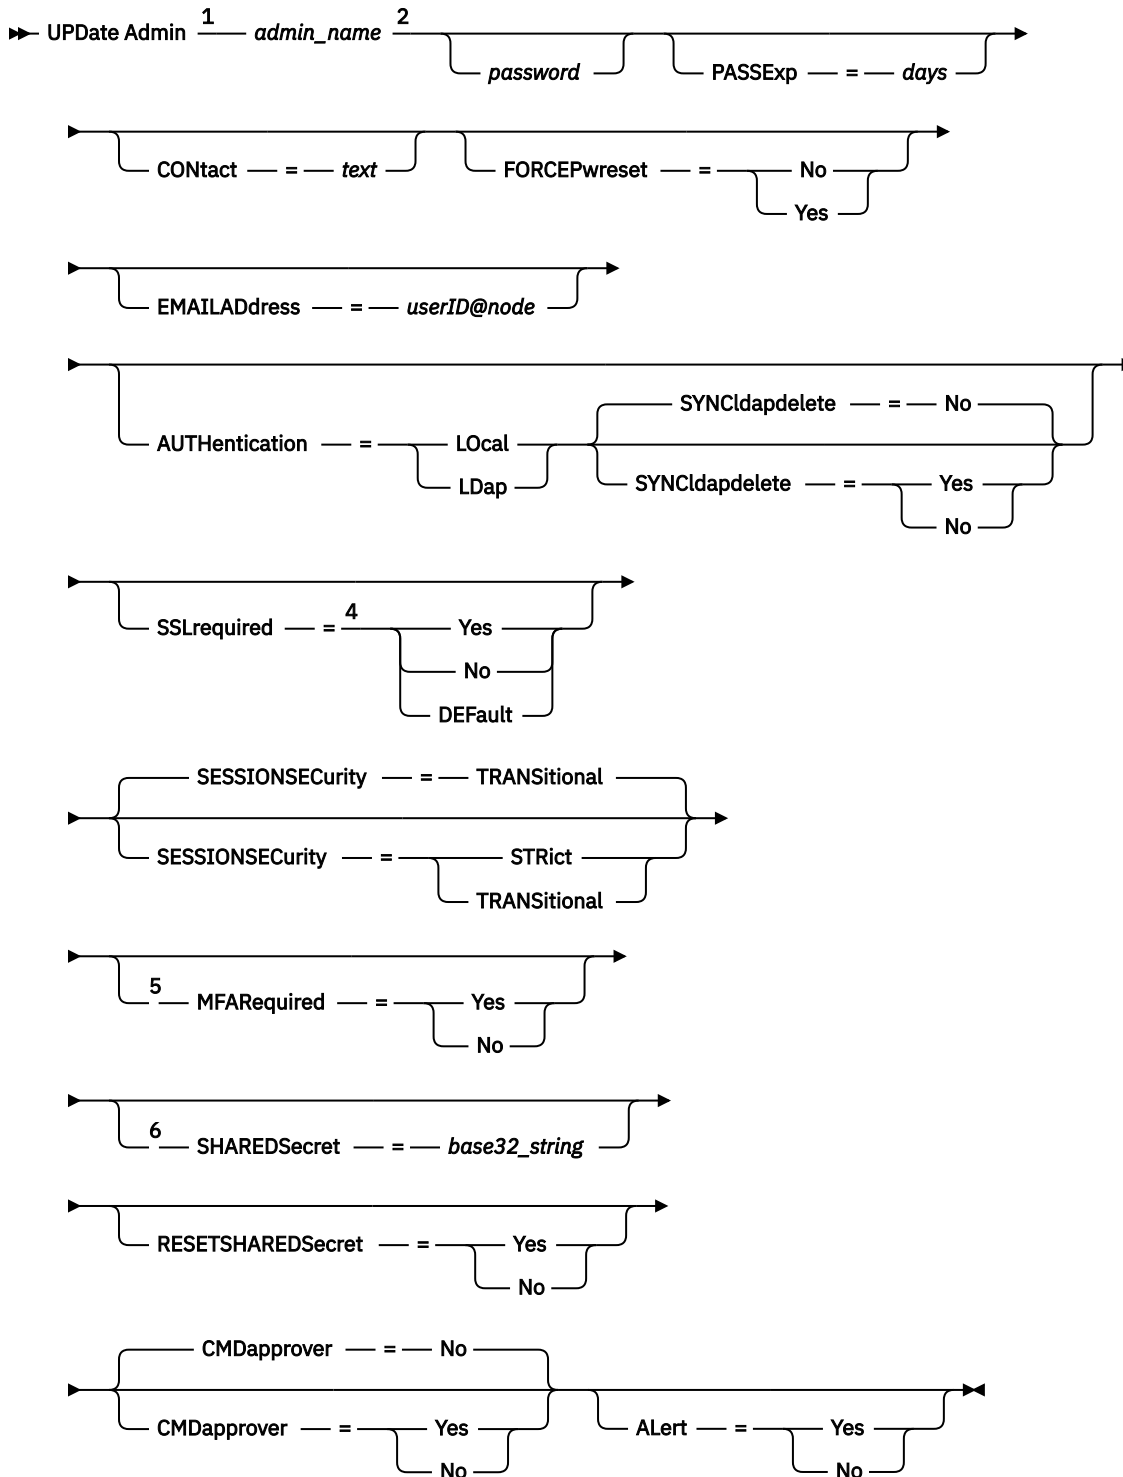 1 2
UPDate Admin admin_name
password PASSExp = days
CONtact = text FORCEPwreset = No
Yes
EMAILADdress = userID@node
SYNCldapdelete = No
AUTHentication = LOcal
LDap SYNCldapdelete = Yes
No
4
SSLrequired = Yes
No
DEFault
SESSIONSECurity = TRANSitional
SESSIONSECurity = STRict
TRANSitional
5
MFARequired = Yes
No
6
SHAREDSecret = base32_string
RESETSHAREDSecret = Yes
No
CMDapprover = No
CMDapprover = Yes ALert = Yes
No No